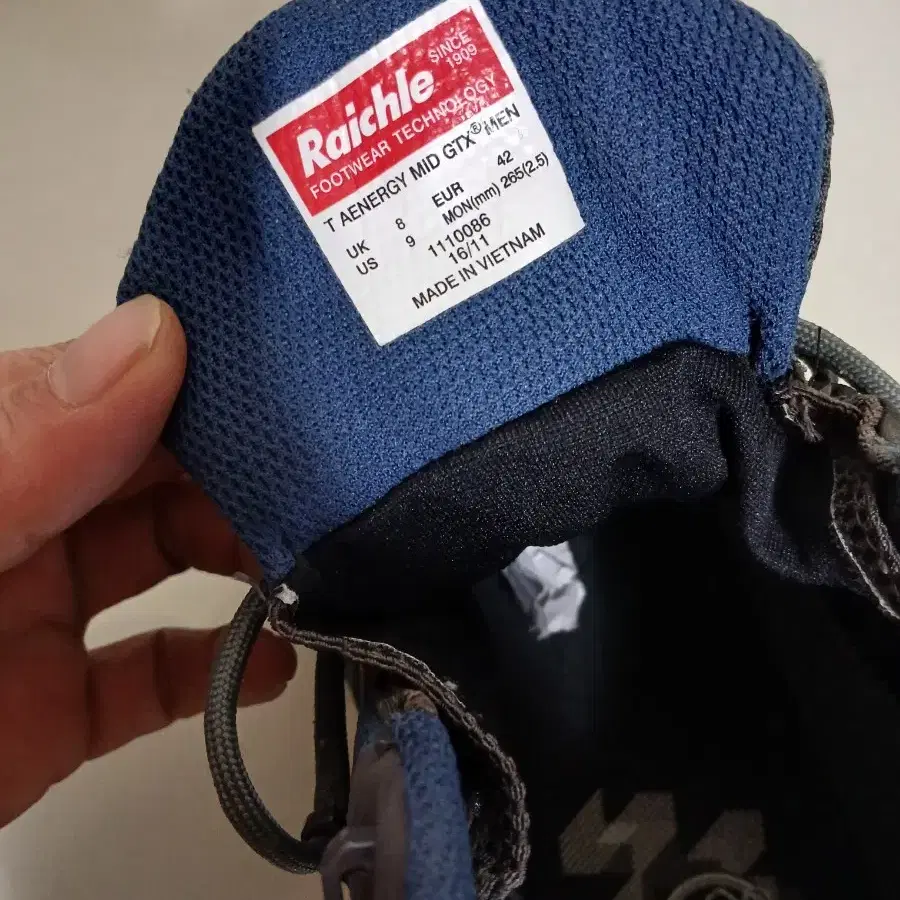 Raichle SINCE 1909
FOOTWEAR TECHNOLOGY
T AENERGY MID GTX® MEN
UK 8 EUR 42
US 9 MON(mm) 265(2.5)
1110086
16/11
MADE IN VIETNAM